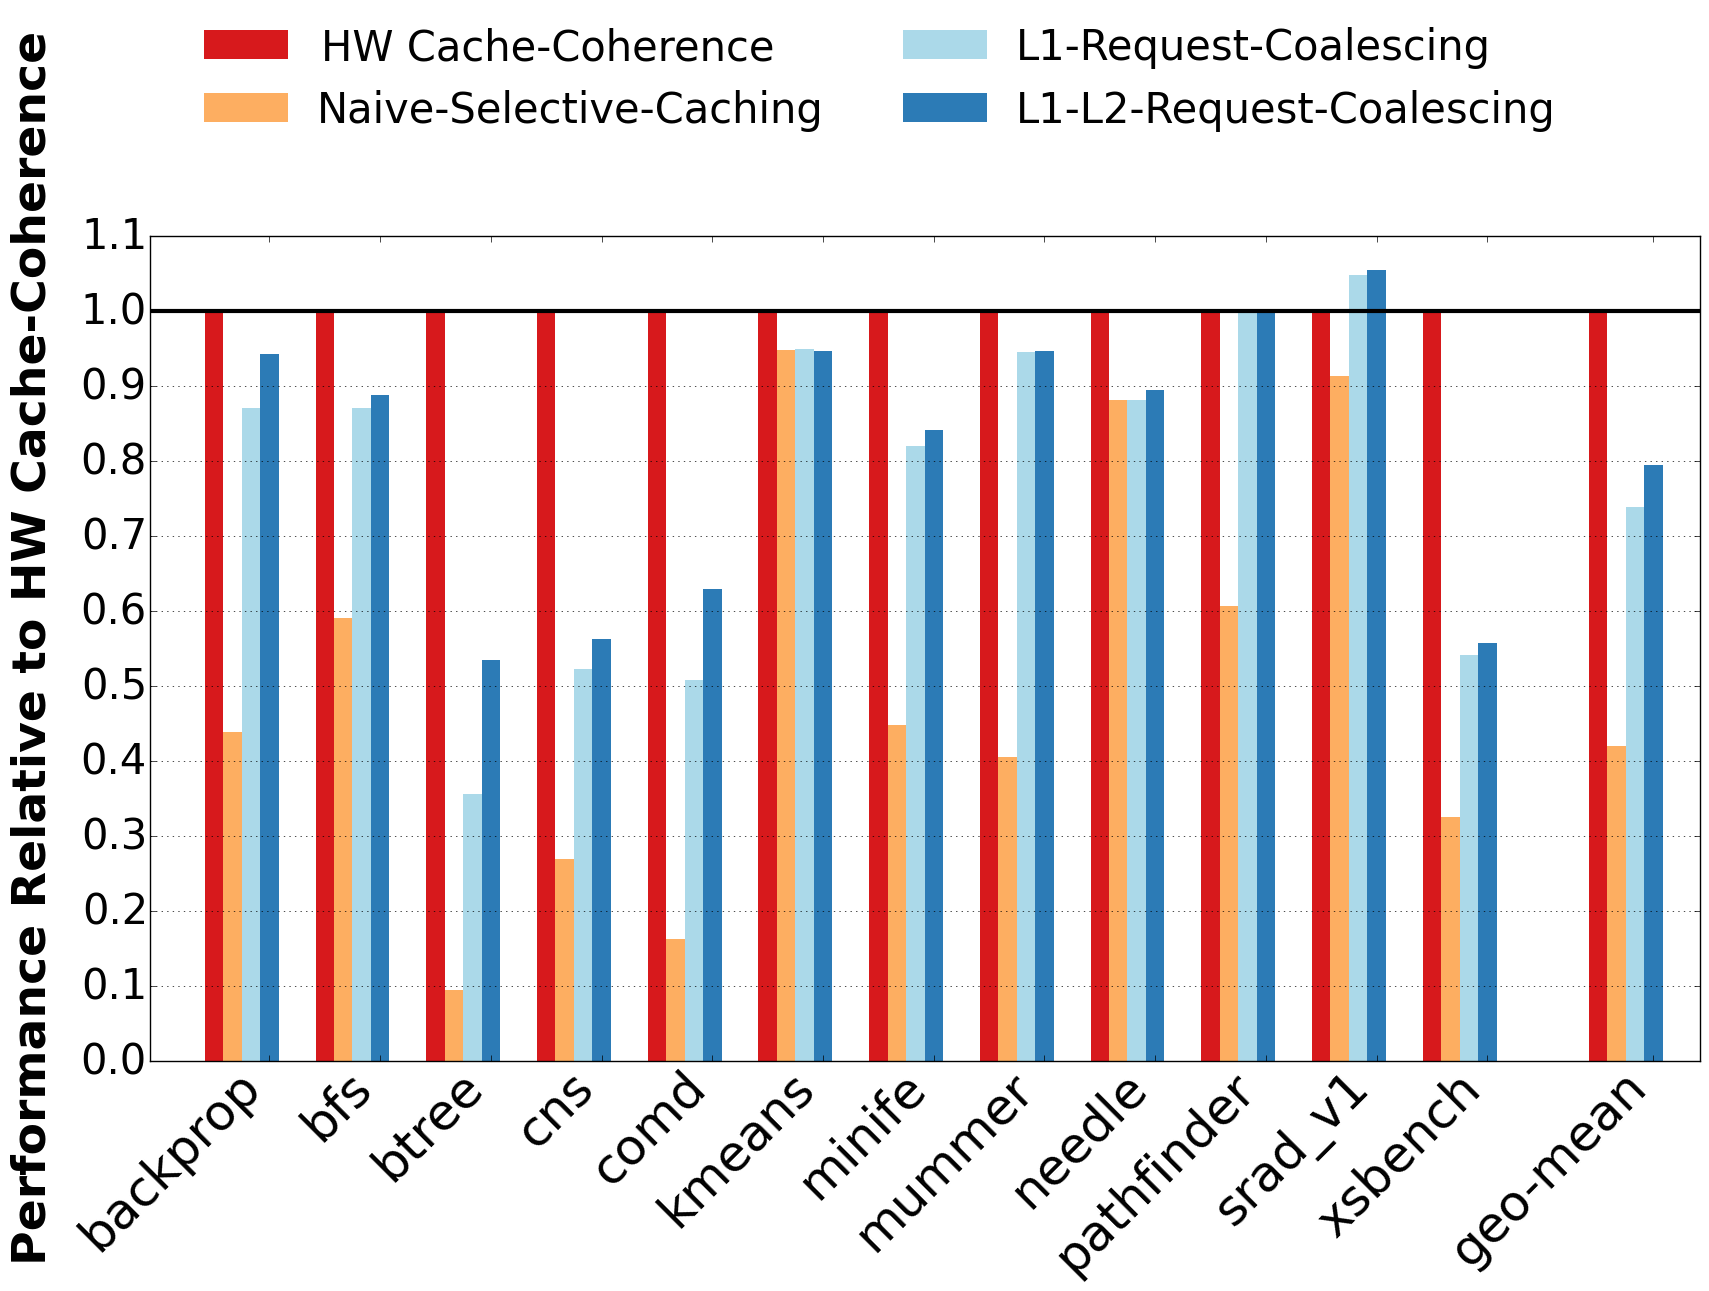 HW Cache-Coherence
Naive-Selective-Caching
L1-Request-Coalescing
L1-L2-Request-Coalescing
Performance Relative to HW Cache-Coherence
1.1
1.0
0.9
0.8
0.7
0.6
0.5
0.4
0.3
0.2
0.1
0.0
backprop
bfs
btree
cns
comd
kmeans
minife
mummer
needle
pathfinder
srad_v1
xsbench
geo-mean